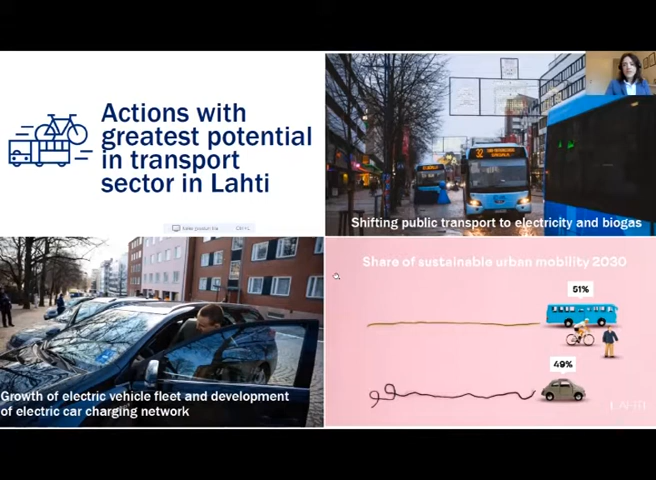 Actions with
greatest potential
in transport
sector in Lahti
32
Shifting public transport to electricity and biogas
Growth of electric vehicle fleet and development
of electric car charging network
Share of sustainable urban mobility 2030
51%
49%
LAHTI